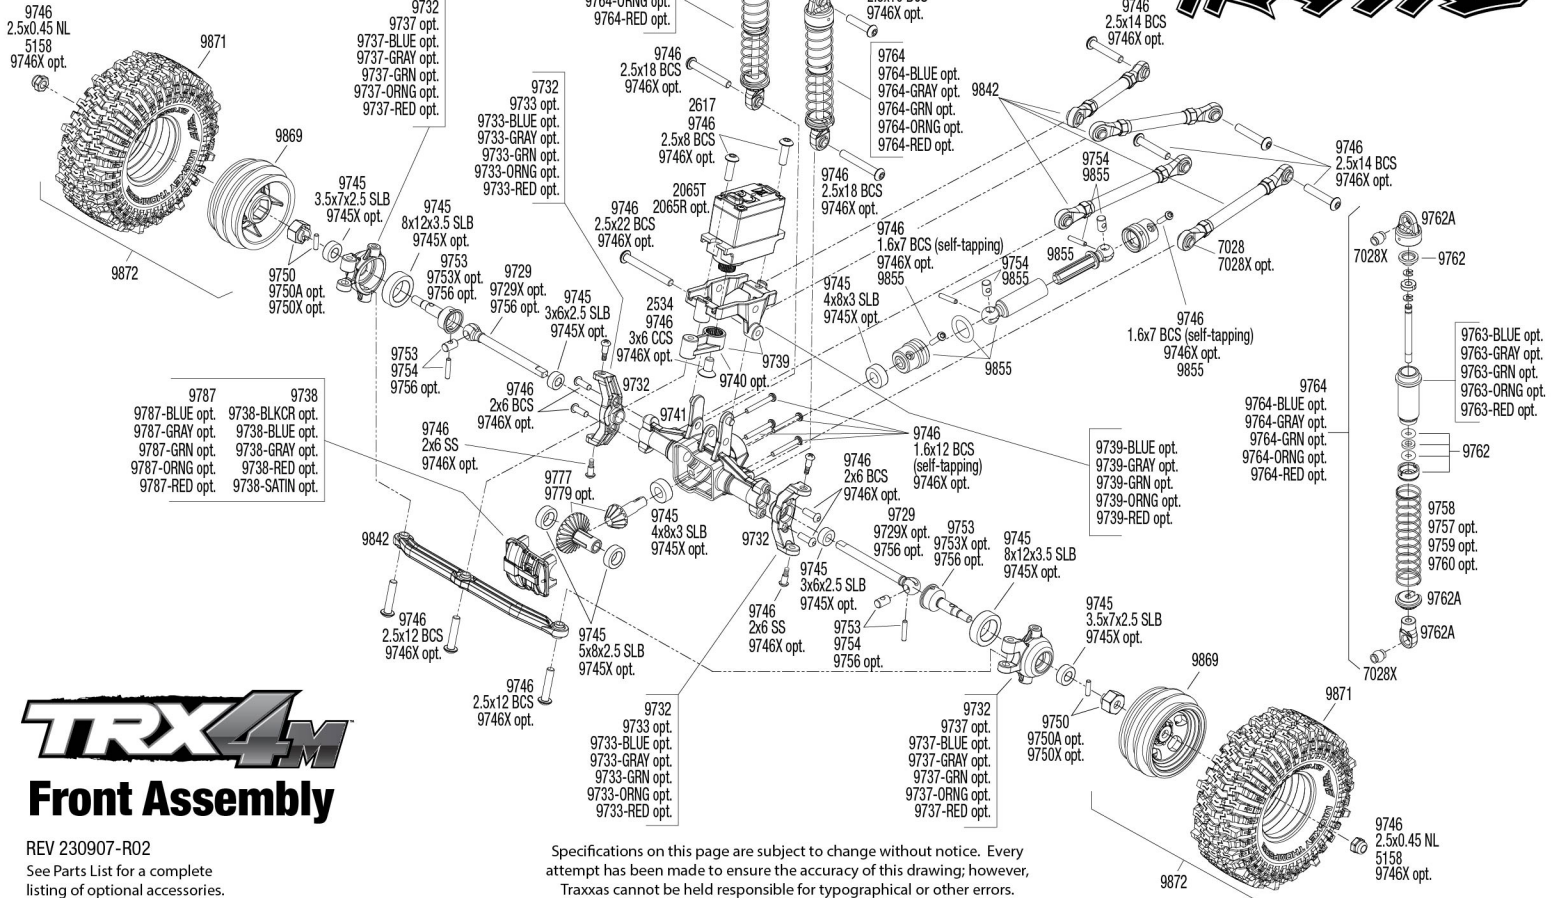 9746
2.5x0.45 NL
5158
9746X opt.
9871
9732
9737 opt.
9737-BLUE opt.
9737-GRAY opt.
9737-GRN opt.
9737-ORNG opt.
9737-RED opt.
9764-ORNG opt.
9764-RED opt.
9746X opt.
9746
2.5x14 BCS
9746X opt.
9746
2.5x18 BCS
9746X opt.
9764
9764-BLUE opt.
9764-GRAY opt.
9764-GRN opt.
9764-ORNG opt.
9764-RED opt.
9842
9732
9733 opt.
9733-BLUE opt.
9733-GRAY opt.
9733-GRN opt.
9733-ORNG opt.
9733-RED opt.
2617
9746
2.5x8 BCS
9746X opt.
9869
9745
3.5x7x2.5 SLB
9745X opt.
9745
8x12x3.5 SLB
9745X opt.
9753
9753X opt.
9756 opt.
9729
9729X opt.
9756 opt.
9745
3x6x2.5 SLB
9745X opt.
2065T
2065R opt.
9746
2.5x22 BCS
9746X opt.
9746
2.5x18 BCS
9746X opt.
9754
9855
9746
2.5x14 BCS
9746X opt.
9746
1.6x7 BCS (self-tapping)
9746X opt.
9855
9754
9855
9855
7028
7028X opt.
9762A
7028X
9762
9872
9750
9750A opt.
9750X opt.
9745
4x8x3 SLB
9745X opt.
2534
9746
3x6 CCS
9746X opt.
9739
9740 opt.
9855
9746
1.6x7 BCS (self-tapping)
9746X opt.
9855
9763-BLUE opt.
9763-GRAY opt.
9763-GRN opt.
9763-ORNG opt.
9763-RED opt.
9753
9754
9756 opt.
9746
2x6 BCS
9746X opt.
9732
9741
9787
9787-BLUE opt.
9787-GRAY opt.
9787-GRN opt.
9787-ORNG opt.
9787-RED opt.
9738
9738-BLKCR opt.
9738-BLUE opt.
9738-GRAY opt.
9738-RED opt.
9738-SATIN opt.
9746
2x6 SS
9746X opt.
9777
9779 opt.
9745
4x8x3 SLB
9745X opt.
9746
1.6x12 BCS
(self-tapping)
9746X opt.
9739-BLUE opt.
9739-GRAY opt.
9739-GRN opt.
9739-ORNG opt.
9739-RED opt.
9764
9764-BLUE opt.
9764-GRAY opt.
9764-GRN opt.
9764-ORNG opt.
9764-RED opt.
9762
9758
9757 opt.
9759 opt.
9760 opt.
9762A
9762A
7028X
9746
2x6 BCS
9746X opt.
9732
9729
9729X opt.
9756 opt.
9753
9753X opt.
9756 opt.
9745
8x12x3.5 SLB
9745X opt.
9842
9745
3x6x2.5 SLB
9745X opt.
9745
3.5x7x2.5 SLB
9745X opt.
9746
2.5x12 BCS
9746X opt.
9745
5x8x2.5 SLB
9745X opt.
9746
2x6 SS
9746X opt.
9753
9754
9756 opt.
9746
2.5x12 BCS
9746X opt.
9869
9871
9732
9733 opt.
9733-BLUE opt.
9733-GRAY opt.
9733-GRN opt.
9733-ORNG opt.
9733-RED opt.
9732
9737 opt.
9737-BLUE opt.
9737-GRAY opt.
9737-GRN opt.
9737-ORNG opt.
9737-RED opt.
9750
9750A opt.
9750X opt.
9872
9746
2.5x0.45 NL
5158
9746X opt.
TRX4M
Front Assembly
REV 230907-R02
See Parts List for a complete
listing of optional accessories.
Specifications on this page are subject to change without notice. Every
attempt has been made to ensure the accuracy of this drawing; however,
Traxxas cannot be held responsible for typographical or other errors.